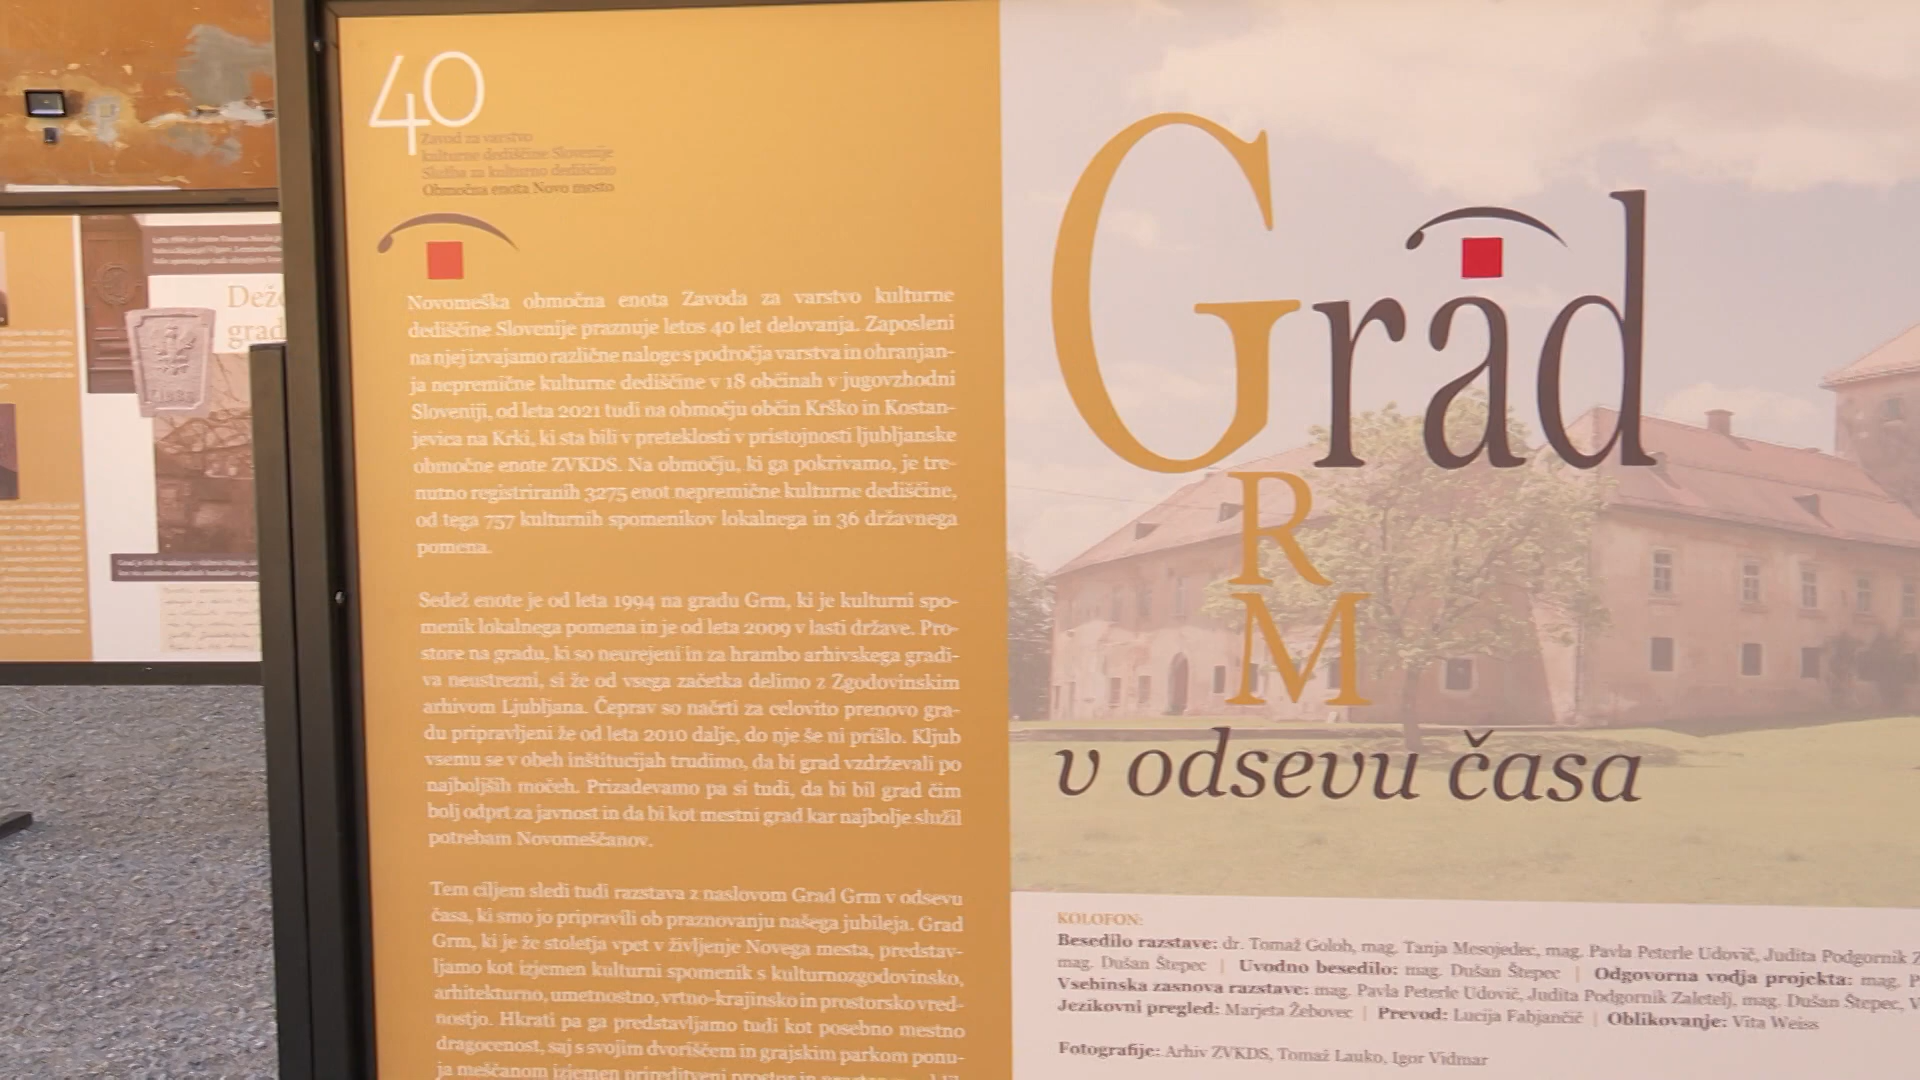 40
Zavod za varstvo
kulturne dediščine Slovenije
Služba za kulturno dediščino
Območna enota Novo mesto
Novomeška območna enota Zavoda za varstvo kulturne
dediščine Slovenije praznuje letos 40 let delovanja. Zaposleni
na njej izvajamo različne naloge s področja varstva in ohranjan-
ja nepremične kulturne dediščine v 18 občinah v jugovzhodni
Sloveniji, od leta 2021 tudi na območju občin Krško in Kostan-
jevica na Krki, ki sta bili v preteklosti v pristojnosti ljubljanske
območne enote ZVKDS. Na območju, ki ga pokrivamo, je tre-
nutno registriranih 3275 enot nepremične kulturne dediščine,
od tega 757 kulturnih spomenikov lokalnega in 36 državnega
pomena.
Sedež enote je od leta 1994 na gradu Grm, ki je kulturni spo-
menik lokalnega pomena in je od leta 2009 v lasti države. Pro-
store na gradu, ki so neurejeni in za hrambo arhivskega gradi-
va neustrezni, si že od vsega začetka delimo z Zgodovinskim
arhivom Ljubljana. Čeprav so načrti za celovito prenovo gra-
du pripravljeni že od leta 2010 dalje, do nje še ni prišlo. Kljub
vsemu se v obeh inštitucijah trudimo, da bi grad vzdrževali po
najboljših močeh. Prizadevamo pa si tudi, da bi bil grad čim
bolj odprt za javnost in da bi kot mestni grad kar najbolje služil
potrebam Novomeščanov.
Tem ciljem sledi tudi razstava z naslovom Grad Grm v odsevu
časa, ki smo jo pripravili ob praznovanju našega jubileja. Grad
Grm, ki je že stoletja vpet v življenje Novega mesta, predstav-
ljamo kot izjemen kulturni spomenik s kulturnozgodovinsko,
arhitekturno, umetnostno, vrtno-krajinsko in prostorsko vred-
nostjo. Hkrati pa ga predstavljamo tudi kot posebno mestno
dragocenost, saj s svojim dvoriščem in grajskim parkom ponu-
ja meščanom izjemen prireditveni prostor in
Grad
R
M
v odsevu časa
KOLOFON:
Besedilo razstave: dr. Tomaž Golob, mag. Tanja Mesojedec, mag. Pavla Peterle Udovič, Judita Podgornik Z
mag. Dušan Štepec | Uvodno besedilo: mag. Dušan Štepec | Odgovorna vodja projekta: mag. P
Vsebinska zasnova razstave: mag. Pavla Peterle Udovič, Judita Podgornik Zaletelj, mag. Dušan Štepec, V
Jezikovni pregled: Marjeta Žebovec | Prevod: Lucija Fabjančič | Oblikovanje: Vita Weiss
Fotografije: Arhiv ZVKDS, Tomaž Lauko, Igor Vidmar
Dež
grad